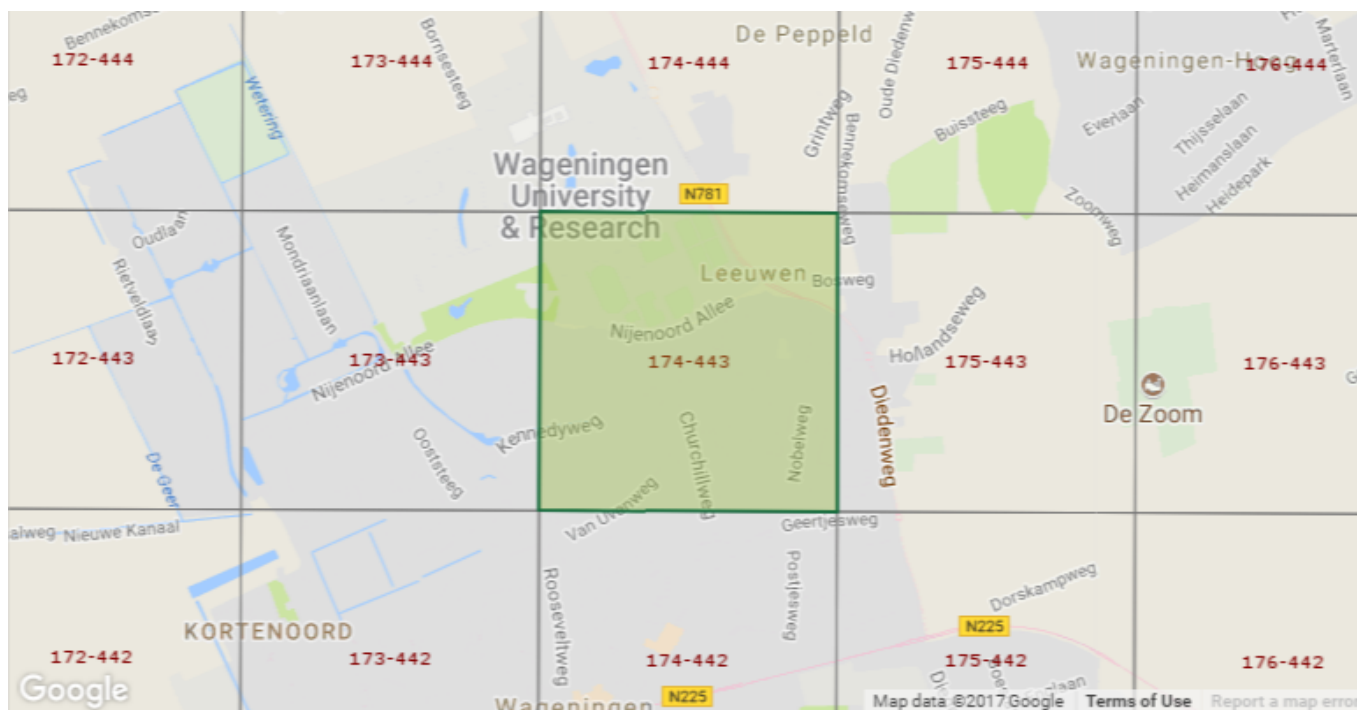 Bennekomse
172-444
Bornsesteeg
173-444
De Peppeld
174-444
Oude Diedenweg
175-444
Wageningen-Hoog
176-444
Marterlaan
eg
Wetering
Grintweg
Bennekomseweg
Buissteeg
Everlaan
Thijsselaan
Heimanslaan
Heidepark
Wageningen
University
& Research
N781
Zoomweg
Oudlaan
Mondriaanlaan
Rietveldlaan
Leeuwen
Bosweg
Nijenoord Allee
Hollandseweg
172-443
173-443
Nijenoord Allee
174-443
175-443
176-443
G
De Zoom
Diedenweg
Kennedyweg
Churchillweg
Nobelweg
Ooststeeg
De Geer
Van Uvenweg
Geertjesweg
alweg
Nieuwe Kanaal
Rooseveltweg
Postjesweg
Dorskampweg
N225
KORTENOORD
172-442
173-442
174-442
175-442
176-442
Google
Wageningen
N225
Map data ©2017 Google
Terms of Use
Report a map error